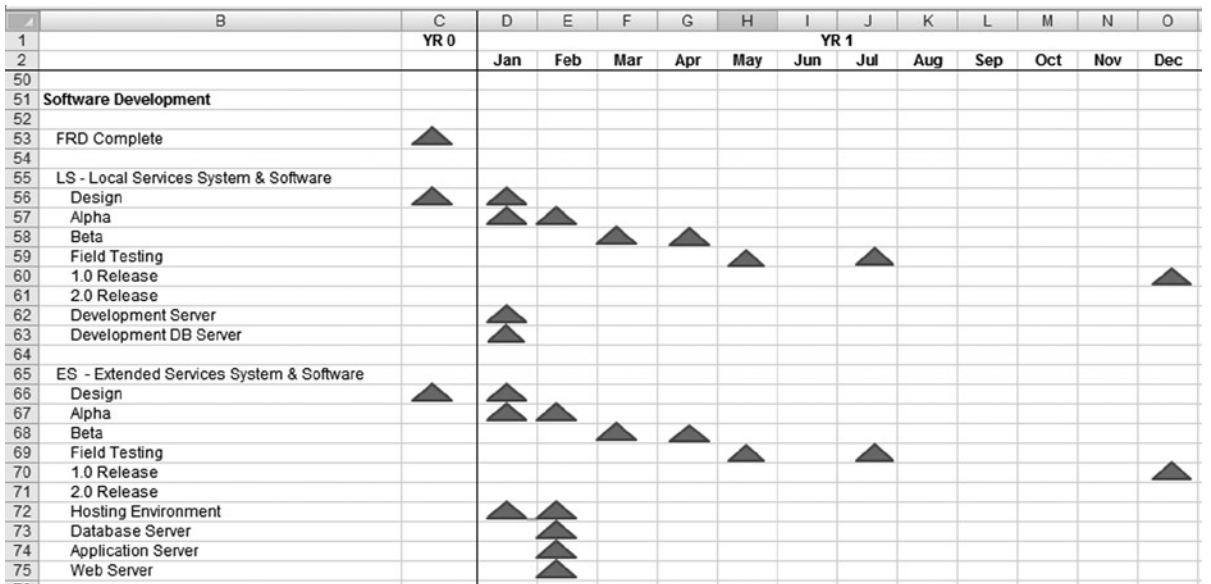 B C D E F G H I J K L M N O
1 YR 0 YR 1
2 Jan Feb Mar Apr May Jun Jul Aug Sep Oct Nov Dec
50
51 Software Development
52
53 FRD Complete
54
55 LS - Local Services System & Software
56 Design
57 Alpha
58 Beta
59 Field Testing
60 1.0 Release
61 2.0 Release
62 Development Server
63 Development DB Server
64
65 ES - Extended Services System & Software
66 Design
67 Alpha
68 Beta
69 Field Testing
70 1.0 Release
71 2.0 Release
72 Hosting Environment
73 Database Server
74 Application Server
75 Web Server